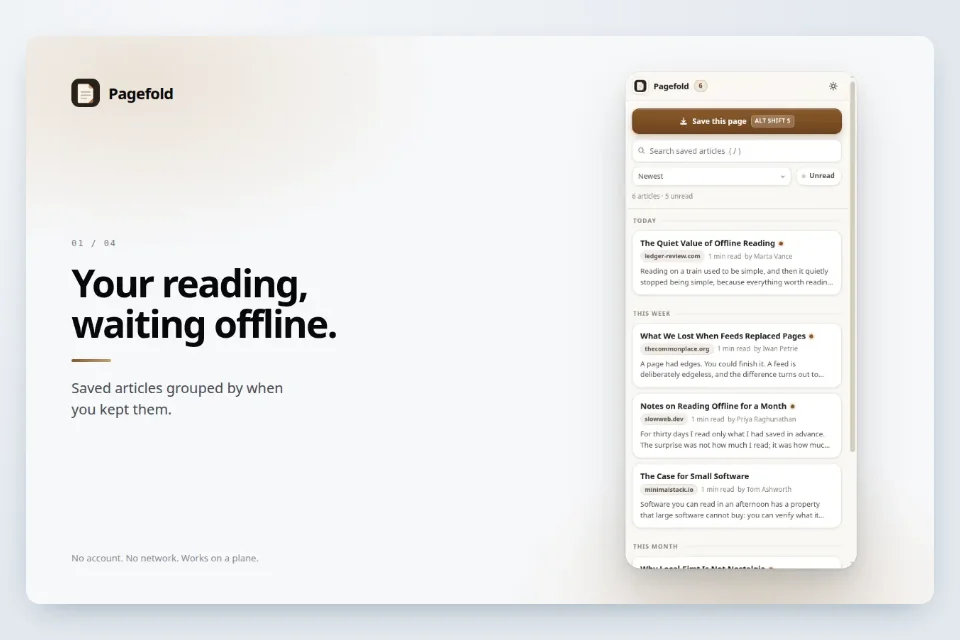 Pagefold
01 / 04
Your reading,
waiting offline.
Saved articles grouped by when
you kept them.
No account. No network. Works on a plane.
Pagefold 6
Save this page ALT SHIFT S
Search saved articles ( / )
Newest Unread
6 articles · 5 unread
TODAY
The Quiet Value of Offline Reading
ledger-review.com 1 min read by Marta Vance
Reading on a train used to be simple, and then it quietly
stopped being simple, because everything worth readin...
THIS WEEK
What We Lost When Feeds Replaced Pages
thecommonplace.org 1 min read by Iwan Petrie
A page had edges. You could finish it. A feed is
deliberately edgeless, and the difference turns out to...
Notes on Reading Offline for a Month
slowweb.dev 1 min read by Priya Raghunathan
For thirty days I read only what I had saved in advance.
The surprise was not how much I read; it was how muc...
The Case for Small Software
minimalstack.io 1 min read by Tom Ashworth
Software you can read in an afternoon has a property
that large software cannot buy: you can verify what it...
THIS MONTH
Why Local-First Is Not Nostalgia